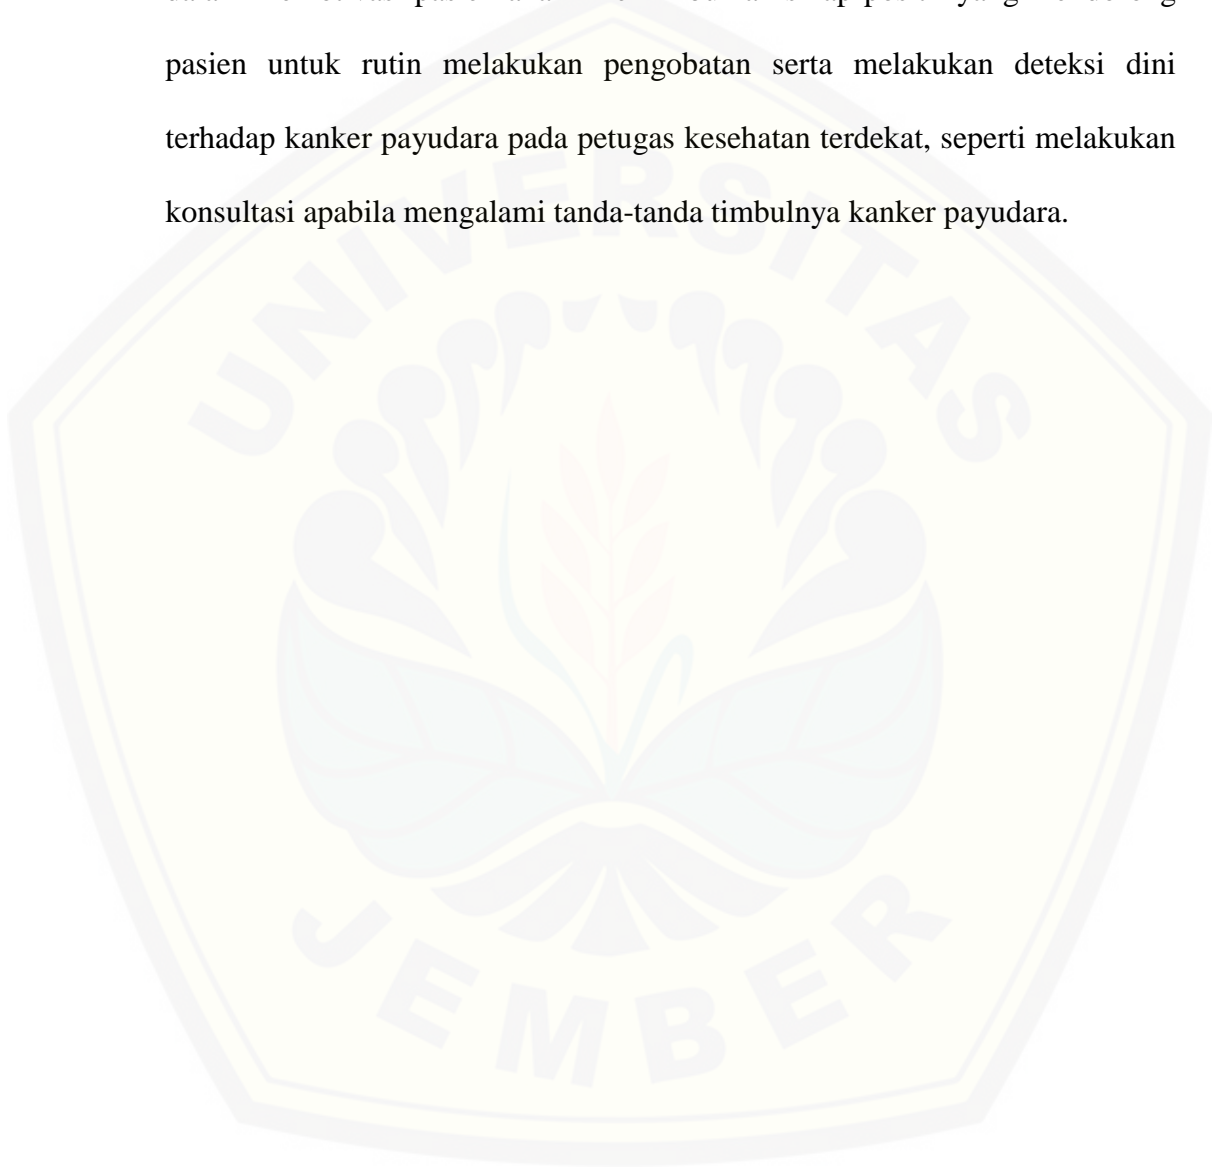 pasien untuk rutin melakukan pengobatan serta melakukan deteksi dini
terhadap kanker payudara pada petugas kesehatan terdekat, seperti melakukan
konsultasi apabila mengalami tanda-tanda timbulnya kanker payudara.
UNIVERSITAS
JEMBER